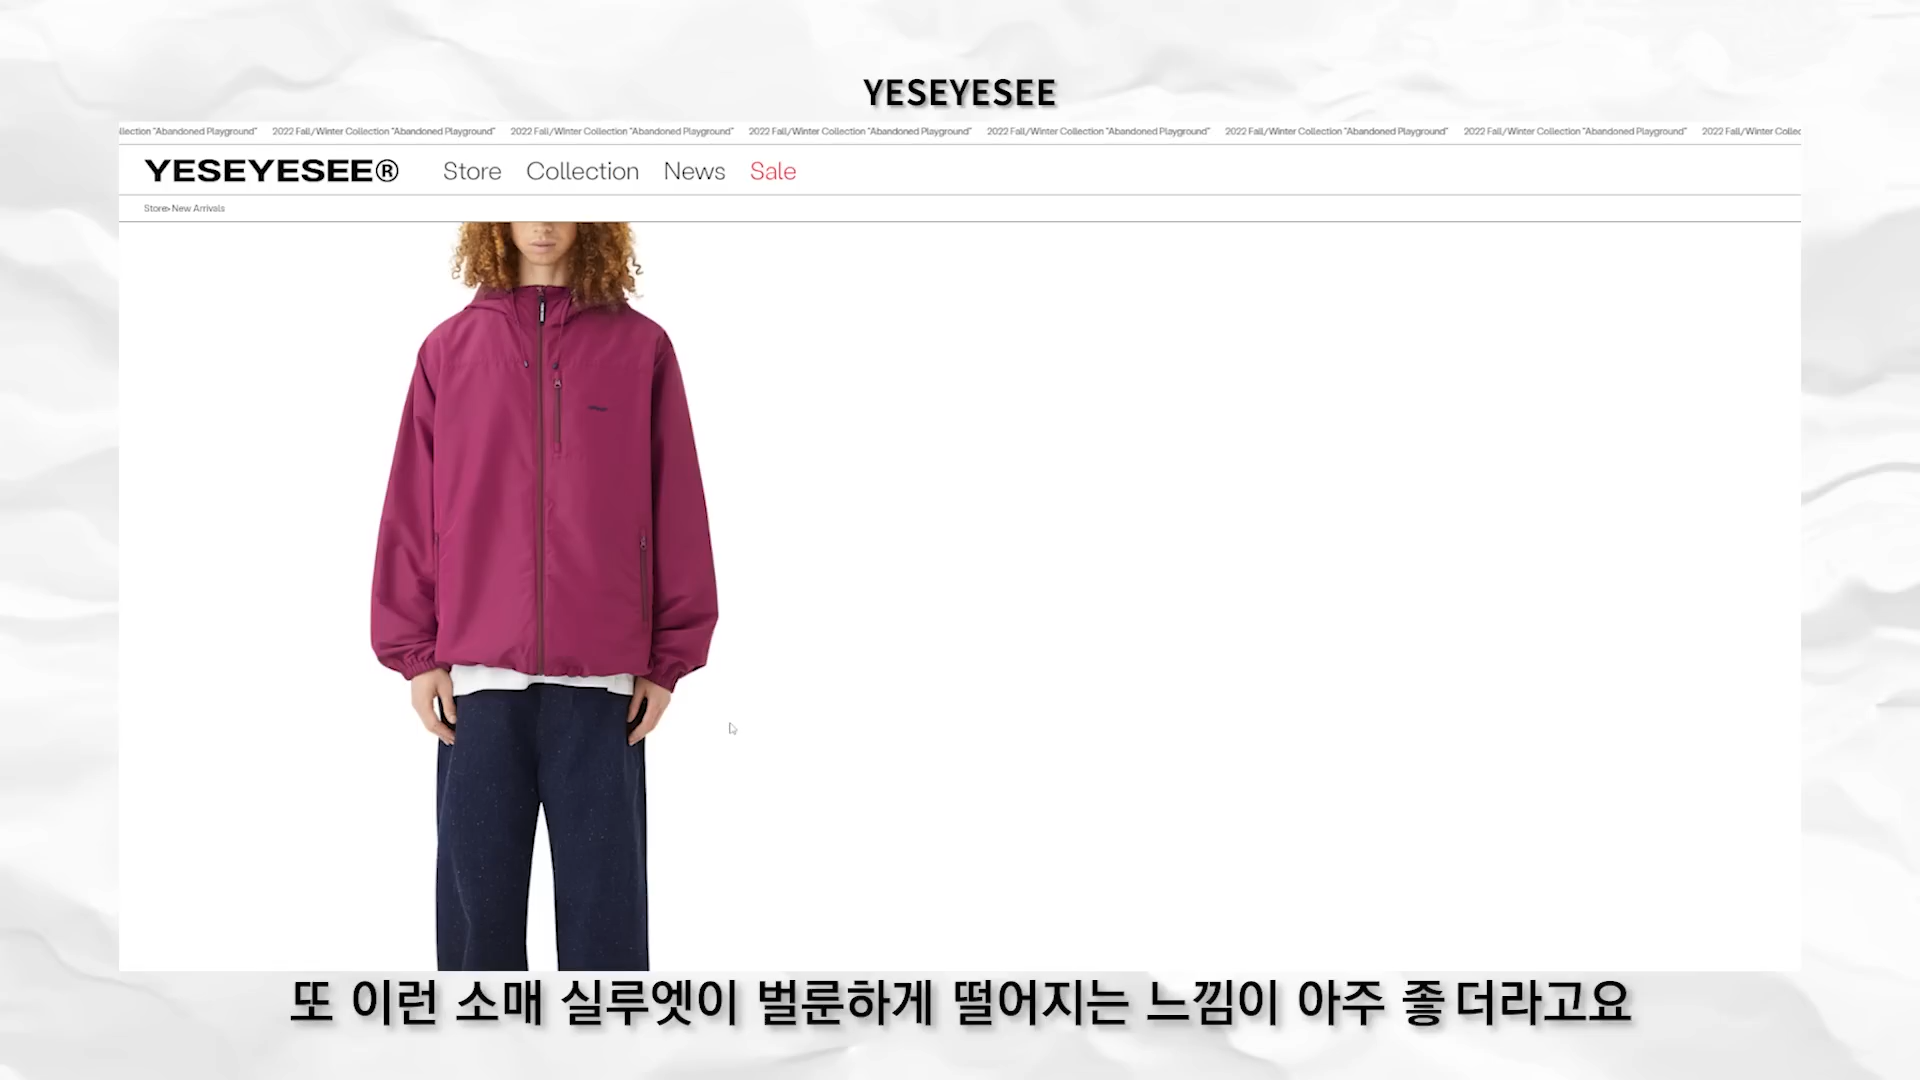 YESEYESEE
llection "Abandoned Playground" 2022 Fall/Winter Collection "Abandoned Playground" 2022 Fall/Winter Collection "Abandoned Playground" 2022 Fall/Winter Collection "Abandoned Playground" 2022 Fall/Winter Collection "Abandoned Playground" 2022 Fall/Winter Collection "Abandoned Playground" 2022 Fall/Winter Collection "Abandoned Playground" 2022 Fall/Winter Collec
YESEYESEE® Store Collection News Sale
Store> New Arrivals
또 이런 소매 실루엣이 벌룬하게 떨어지는 느낌이 아주 좋더라고요